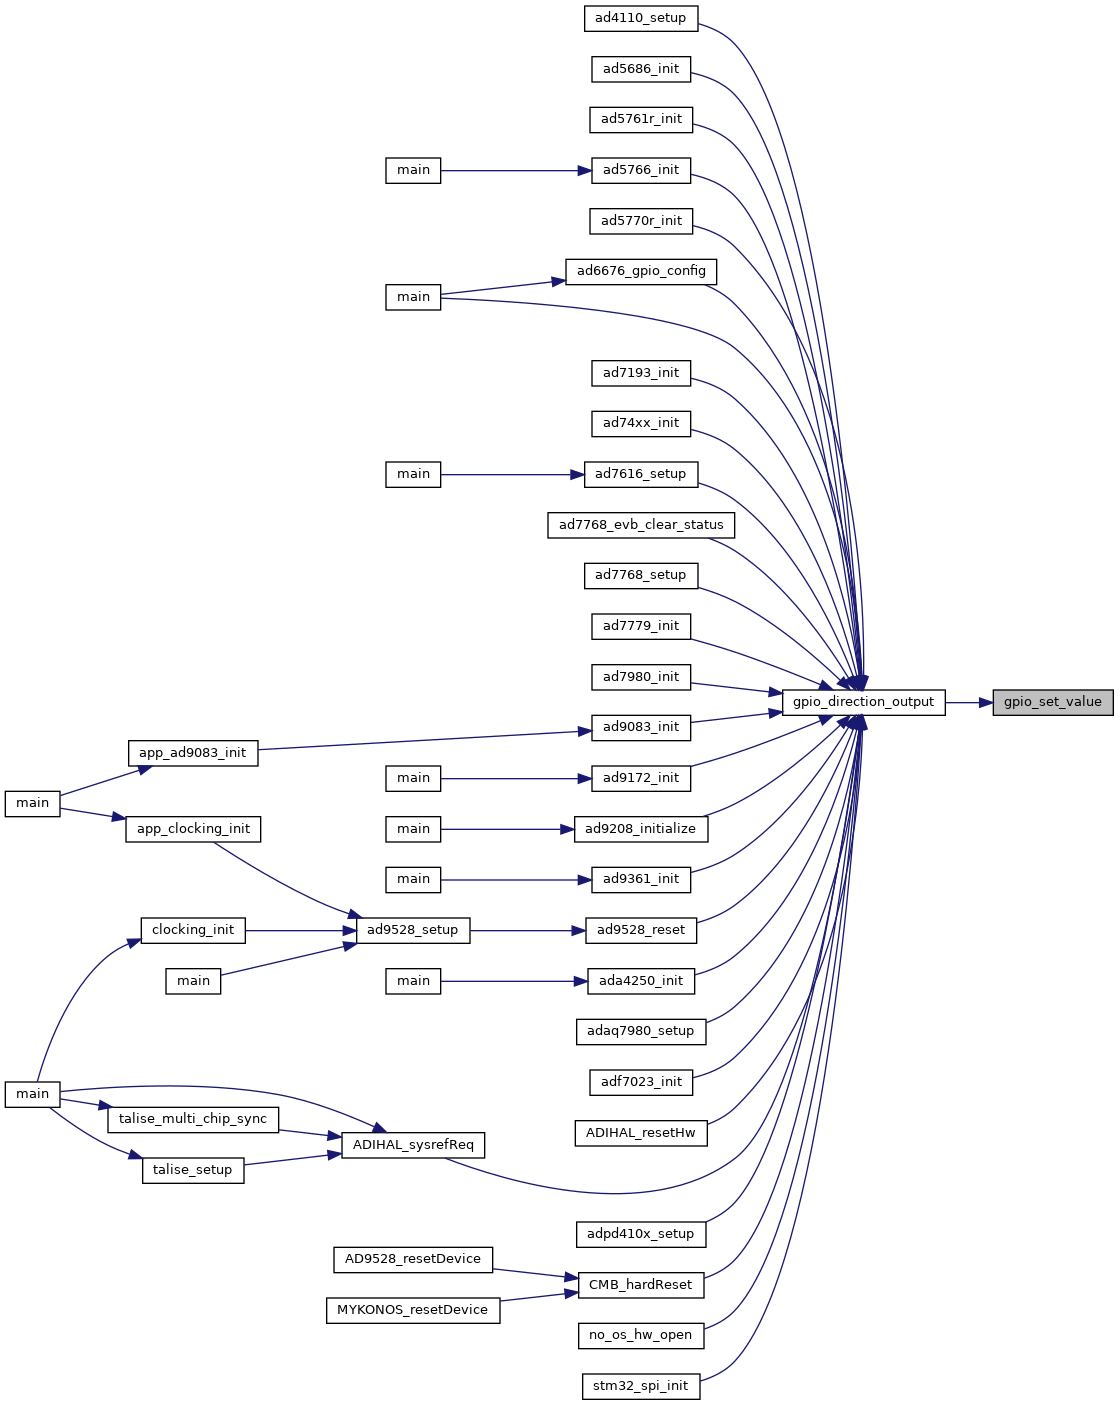 ad4110_setup
ad5686_init
ad5761r_init
main
ad5766_init
ad5770r_init
ad6676_gpio_config
main
ad7193_init
ad74xx_init
main
ad7616_setup
ad7768_evb_clear_status
ad7768_setup
ad7779_init
ad7980_init
gpio_direction_output
gpio_set_value
ad9083_init
app_ad9083_init
main
ad9172_init
main
app_clocking_init
main
ad9208_initialize
main
ad9361_init
clocking_init
ad9528_setup
ad9528_reset
main
main
ada4250_init
adaq7980_setup
adf7023_init
main
talise_multi_chip_sync
ADIHAL_resetHw
ADIHAL_sysrefReq
talise_setup
adpd410x_setup
AD9528_resetDevice
CMB_hardReset
MYKONOS_resetDevice
no_os_hw_open
stm32_spi_init